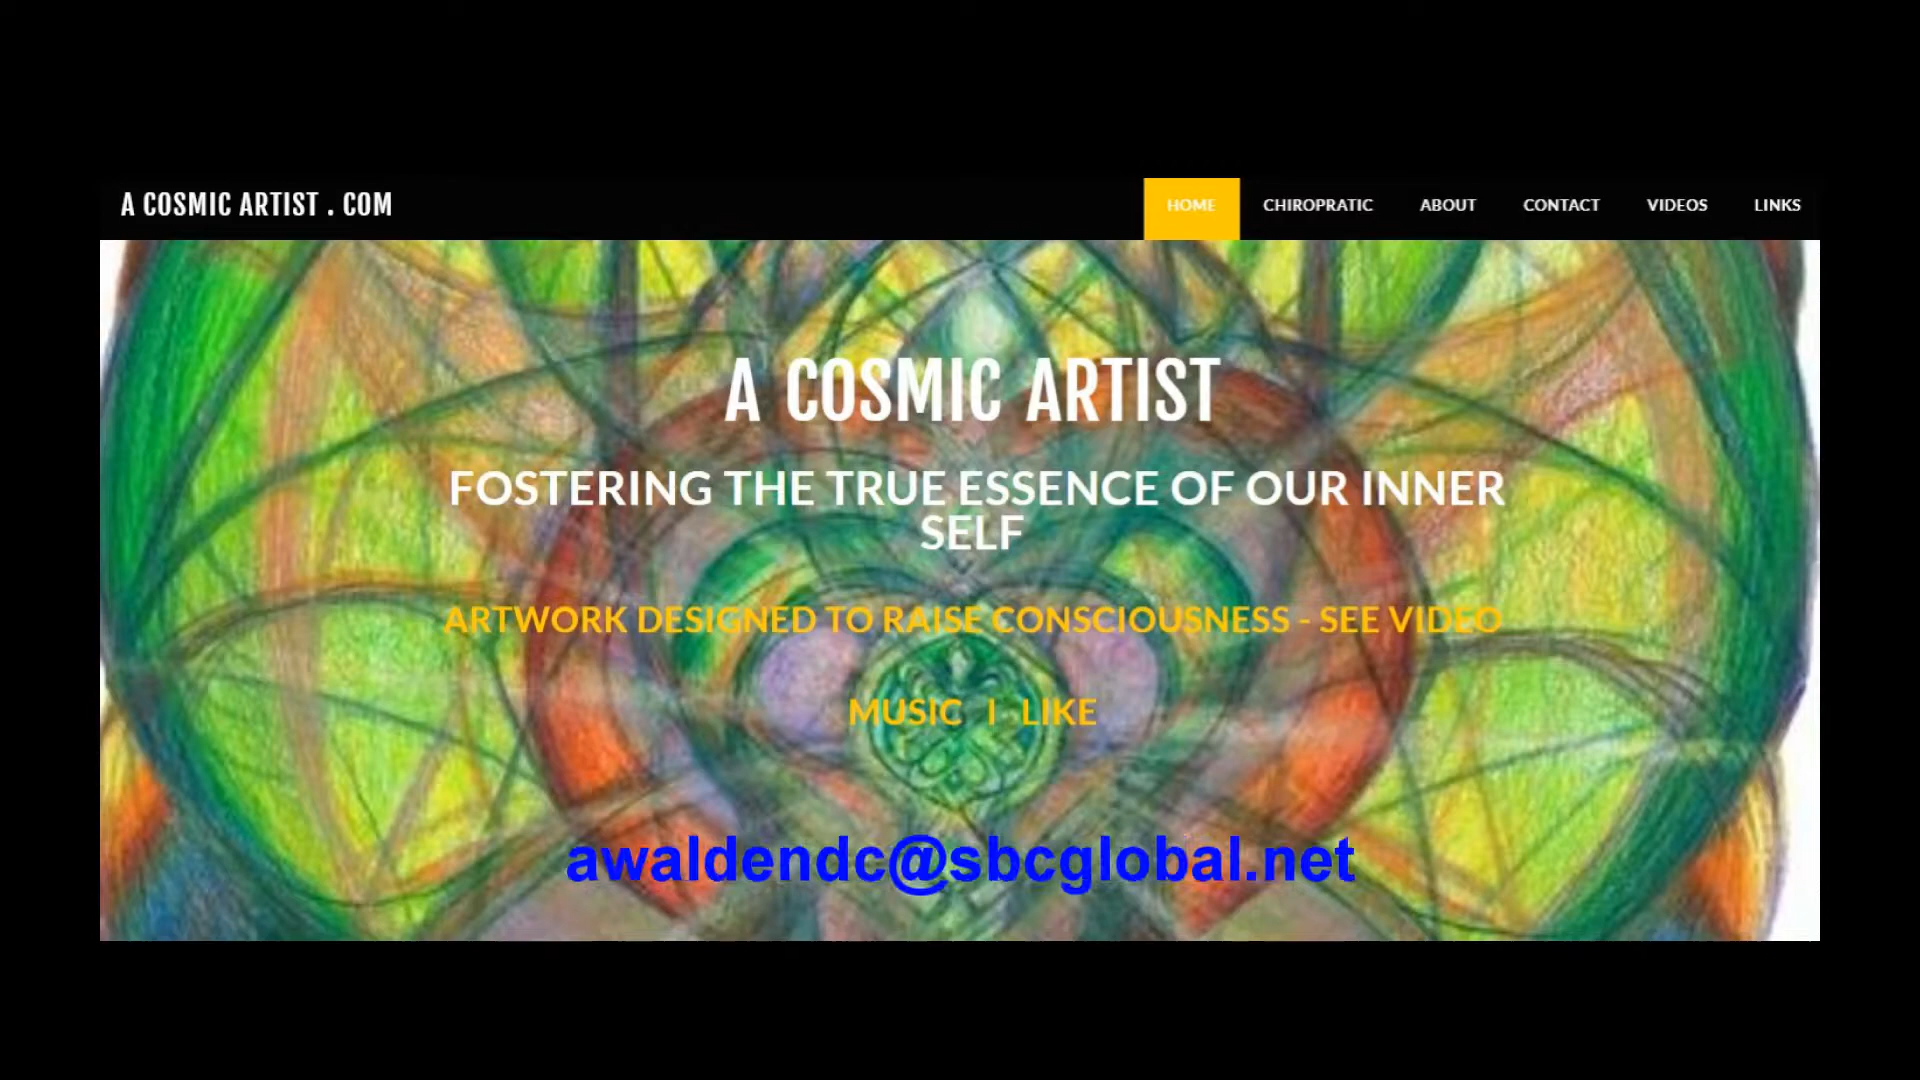 A COSMIC ARTIST . COM
HOME CHIROPRATIC ABOUT CONTACT VIDEOS LINKS
A COSMIC ARTIST
FOSTERING THE TRUE ESSENCE OF OUR INNER
SELF
ARTWORK DESIGNED TO RAISE CONSCIOUSNESS - SEE VIDEO
MUSIC I LIKE
awaldendc@sbcglobal.net